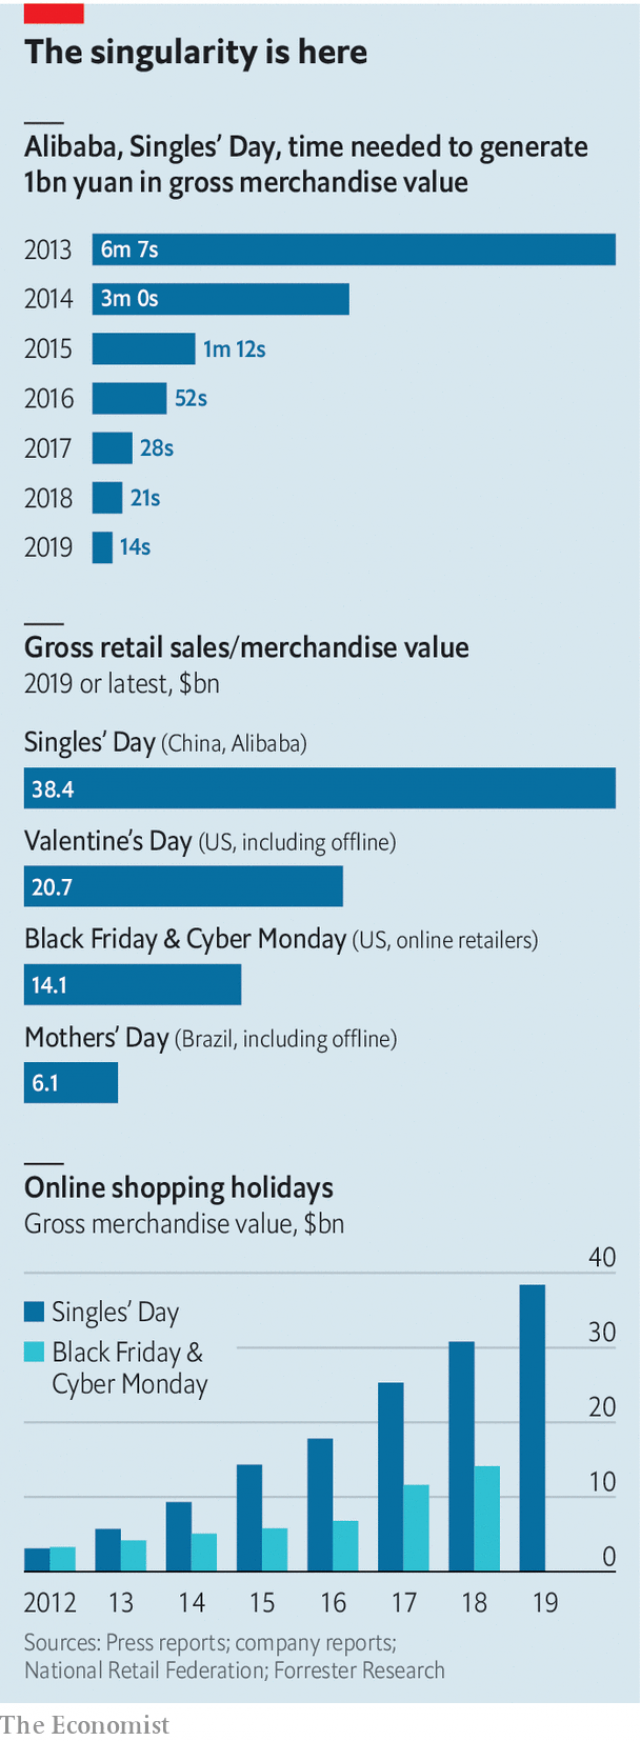 The singularity is here
Alibaba, Singles’ Day, time needed to generate
1bn yuan in gross merchandise value
2013 6m 7s
2014 3m 0s
2015 1m 12s
2016 52s
2017 28s
2018 21s
2019 14s
Gross retail sales/merchandise value
2019 or latest, $bn
Singles’ Day (China, Alibaba)
38.4
Valentine’s Day (US, including offline)
20.7
Black Friday & Cyber Monday (US, online retailers)
14.1
Mothers’ Day (Brazil, including offline)
6.1
Online shopping holidays
Gross merchandise value, $bn
40
Singles’ Day
30
Black Friday &
Cyber Monday
20
10
0
2012 13 14 15 16 17 18 19
Sources: Press reports; company reports;
National Retail Federation; Forrester Research
The Economist